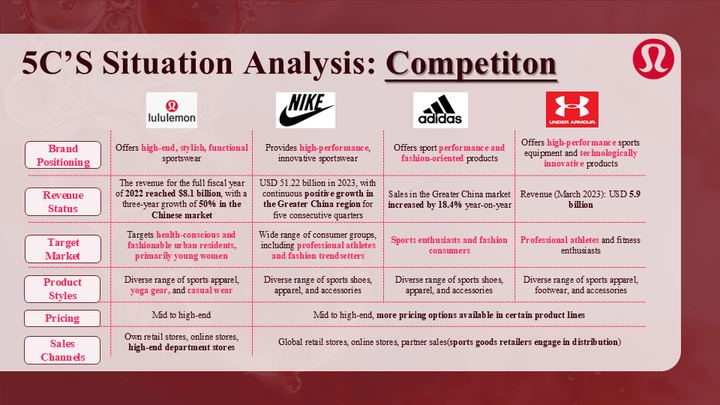 5C'S Situation Analysis: Competiton
lululemon
NIKE
adidas
UNDER ARMOUR
Brand
Positioning
Offers high-end, stylish, functional
sportswear
Provides high-performance,
innovative sportswear
Offers sport performance and
fashion-oriented products
Offers high-performance sports
equipment and technologically
innovative products
Revenue
Status
The revenue for the full fiscal year
of 2022 reached $8.1 billion, with a
three-year growth of 50% in the
Chinese market
USD 51.22 billion in 2023, with
continuous positive growth in
the Greater China region for
five consecutive quarters
Sales in the Greater China market
increased by 18.4% year-on-year
Revenue (March 2023): USD 5.9
billion
Target
Market
Targets health-conscious and
fashionable urban residents,
primarily young women
Wide range of consumer groups,
including professional athletes
and fashion trendsetters
Sports enthusiasts and fashion
consumers
Professional athletes and fitness
enthusiasts
Product
Styles
Diverse range of sports apparel,
yoga gear, and casual wear
Diverse range of sports shoes,
apparel, and accessories
Diverse range of sports shoes,
apparel, and accessories
Diverse range of sports apparel,
footwear, and accessories
Pricing
Mid to high-end
Mid to high-end, more pricing options available in certain product lines
Sales
Channels
Own retail stores, online stores,
high-end department stores
Global retail stores, online stores, partner sales(sports goods retailers engage in distribution)